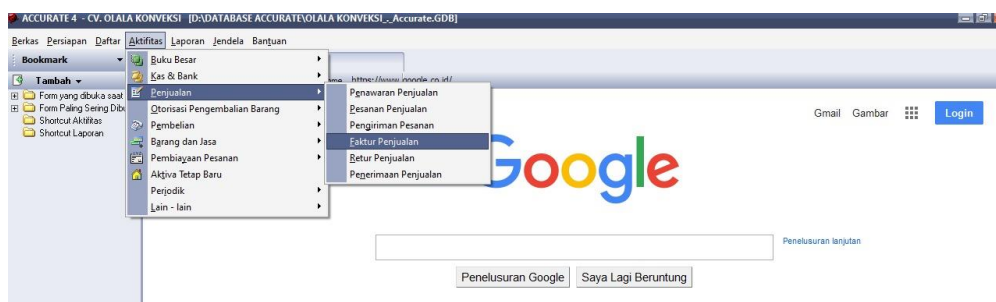 ACCURATE 4 - CV. OLALA KONVEKSI [D:\DATABASE ACCURATE\OLALA KONVEKSI_-_Accurate.GDB]
Berkas Persiapan Daftar Aktifitas Laporan Jendela Bantuan
Bookmark
Tambah
Form yang dibuka saat
Form Paling Sering Dibu
Shortcut Aktifitas
Shortcut Laporan
Buku Besar
Kas & Bank
Penjualan
Otorisasi Pengembalian Barang
Pembelian
Barang dan Jasa
Pembiayaan Pesanan
Aktiva Tetap Baru
Perjodik
Lain - lain
https://www.google.co.id/
Penawaran Penjualan
Pesanan Penjualan
Pengiriman Pesanan
Faktur Penjualan
Retur Penjualan
Penerimaan Penjualan
Gmail Gambar Login
Google
Penelusuran lanjutan
Penelusuran Google Saya Lagi Beruntung